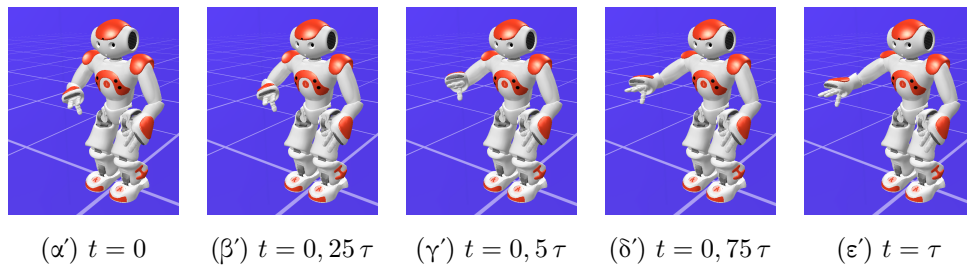 (α΄) t = 0 (β΄) t = 0, 25 τ (γ΄) t = 0, 5 τ (δ΄) t = 0, 75 τ (ε΄) t = τ